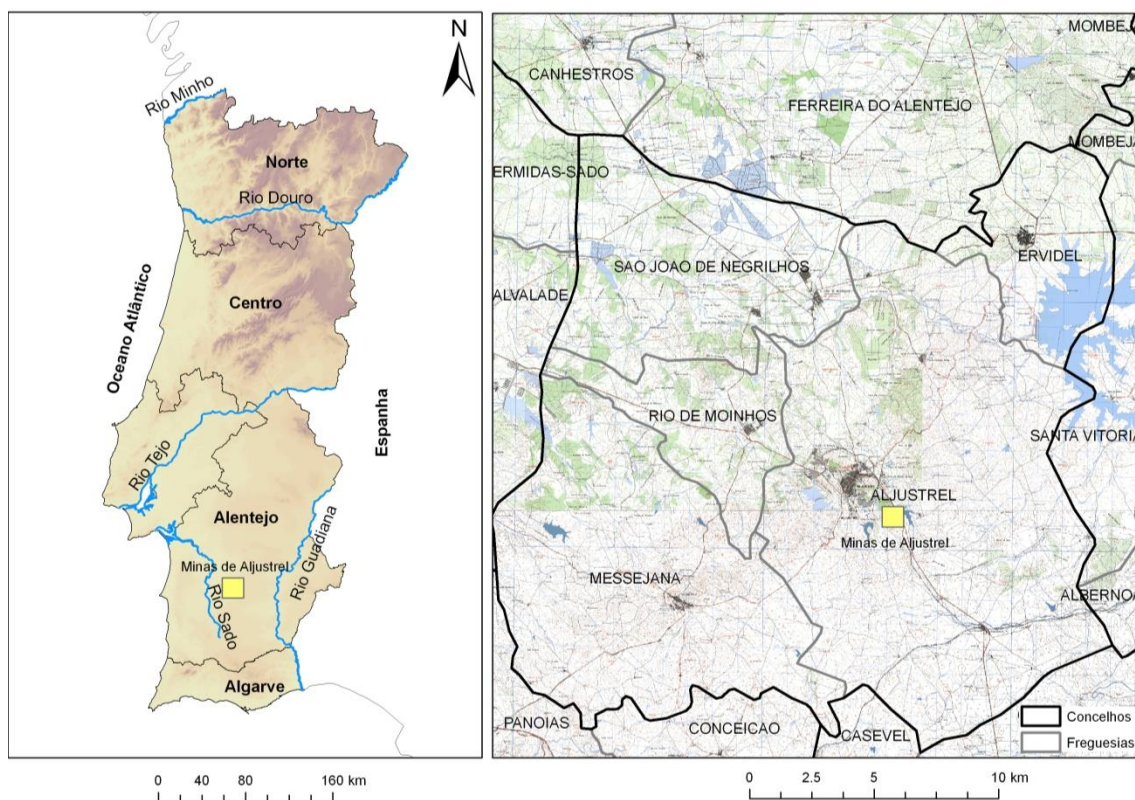 N
Rio Minho
Norte
Rio Douro
Oceano Atlântico
Centro
Espanha
Rio Tejo
Alentejo
Rio Guadiana
Minas de Aljustrel
Rio Sado
Algarve
0 40 80 160 km
MOMBEJA
CANHESTROS
FERREIRA DO ALENTEJO
MOMBEJA
ERMIDAS-SADO
ERVIDEL
SAO JOAO DE NEGRILHOS
ALVALADE
RIO DE MOINHOS
SANTA VITORIA
ALJUSTREL
Minas de Aljustrel
MESSEJANA
ALBERNOA
PANOIAS
CONCEICAO
CASEVEL
Concelhos
Freguesias
0 2.5 5 10 km